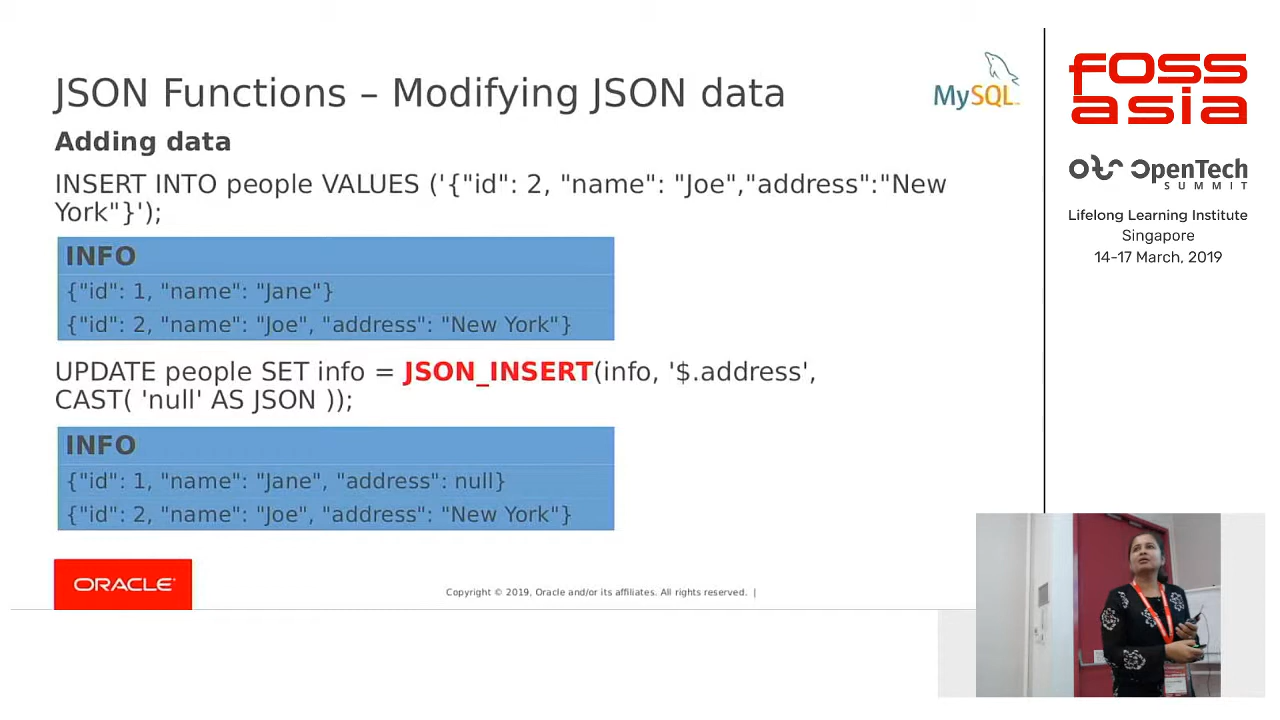 JSON Functions – Modifying JSON data
MySQL
Adding data
INSERT INTO people VALUES ('{"id": 2, "name": "Joe","address":"New
York"}');
INFO
{"id": 1, "name": "Jane"}
{"id": 2, "name": "Joe", "address": "New York"}
UPDATE people SET info = JSON_INSERT(info, '$.address',
CAST( 'null' AS JSON ));
INFO
{"id": 1, "name": "Jane", "address": null}
{"id": 2, "name": "Joe", "address": "New York"}
ORACLE
Copyright © 2019, Oracle and/or its affiliates. All rights reserved. |
foss
asia
OpenTech
SUMMIT
Lifelong Learning Institute
Singapore
14-17 March, 2019